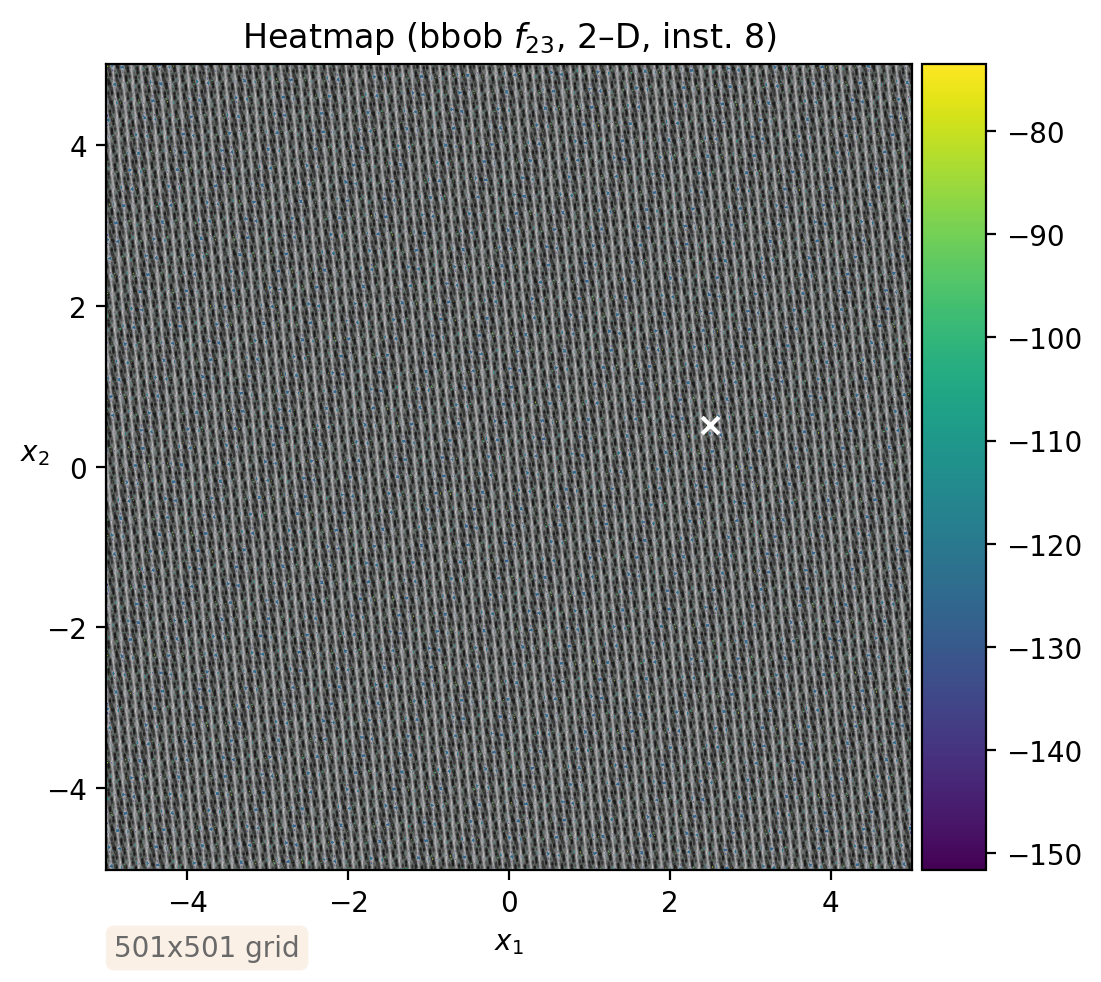 Heatmap (bbob f₂₃, 2–D, inst. 8)
4
2
0
−2
−4
x₂
−4 −2 0 2 4
x₁
−80
−90
−100
−110
−120
−130
−140
−150
501x501 grid